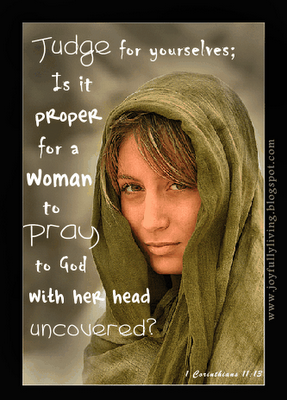 Judge for yourselves;
Is it
proper
for a
woman
to
pray
to God
with her head
uncovered?
1 Corinthians 11:13
www.joyfullyliving.blogspot.com